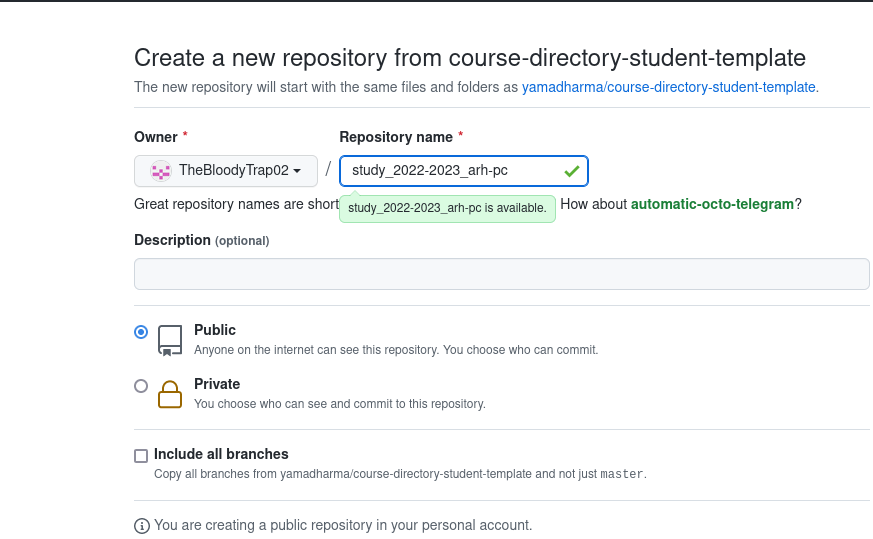 Create a new repository from course-directory-student-template
The new repository will start with the same files and folders as yamadharma/course-directory-student-template.
Owner * Repository name *
TheBloodyTrap02 / study_2022-2023_arh-pc
Great repository names are short How about automatic-octo-telegram?
study_2022-2023_arh-pc is available.
Description (optional)
Public
Anyone on the internet can see this repository. You choose who can commit.
Private
You choose who can see and commit to this repository.
Include all branches
Copy all branches from yamadharma/course-directory-student-template and not just master.
You are creating a public repository in your personal account.